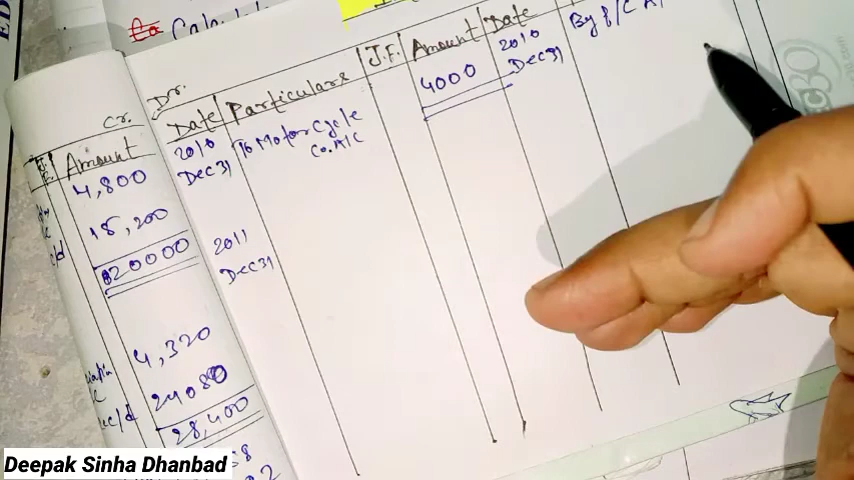 Cr.
Amount
4,800
15,200
20000
4,320
24080
28,400
Dr.
Date Particulars J.F. Amount Date
2010
Dec 31 To Motor Cycle
Co. A/C
4000
2010
Dec 31
By P/L A/
2011
Dec 31
Deepak Sinha Dhanbad